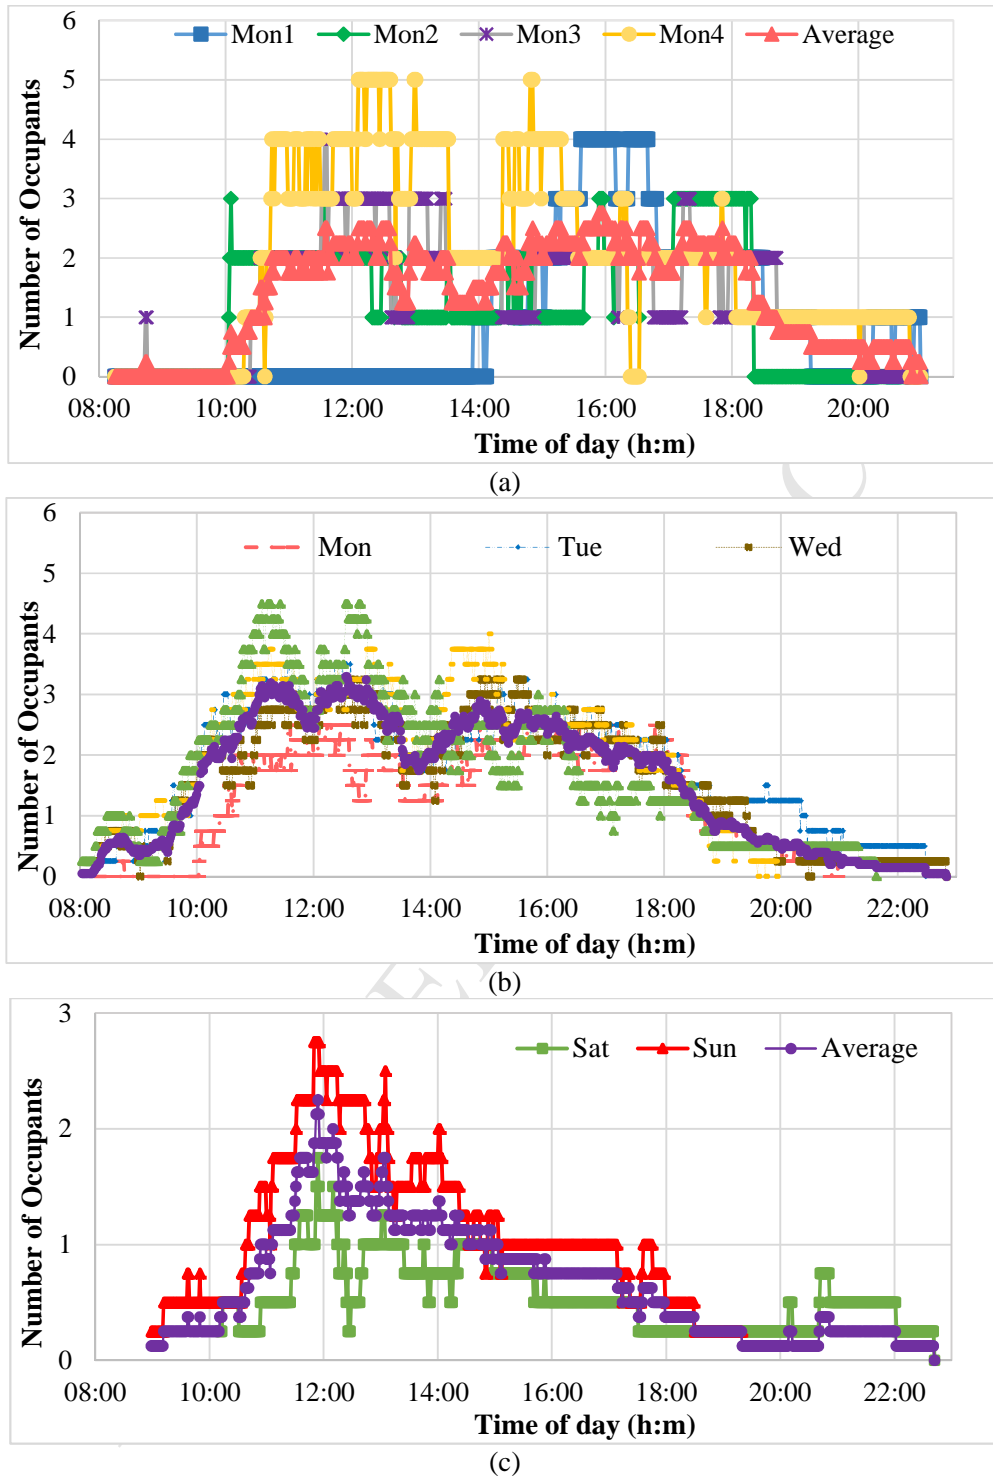 6
Mon1 Mon2 Mon3 Mon4 Average
5
4
3
2
1
0
Number of Occupants
08:00 10:00 12:00 14:00 16:00 18:00 20:00
Time of day (h:m)
(a)
6
Mon Tue Wed
5
4
3
2
1
0
Number of Occupants
08:00 10:00 12:00 14:00 16:00 18:00 20:00 22:00
Time of day (h:m)
(b)
3
Sat Sun Average
2
1
0
Number of Occupants
08:00 10:00 12:00 14:00 16:00 18:00 20:00 22:00
Time of day (h:m)
(c)